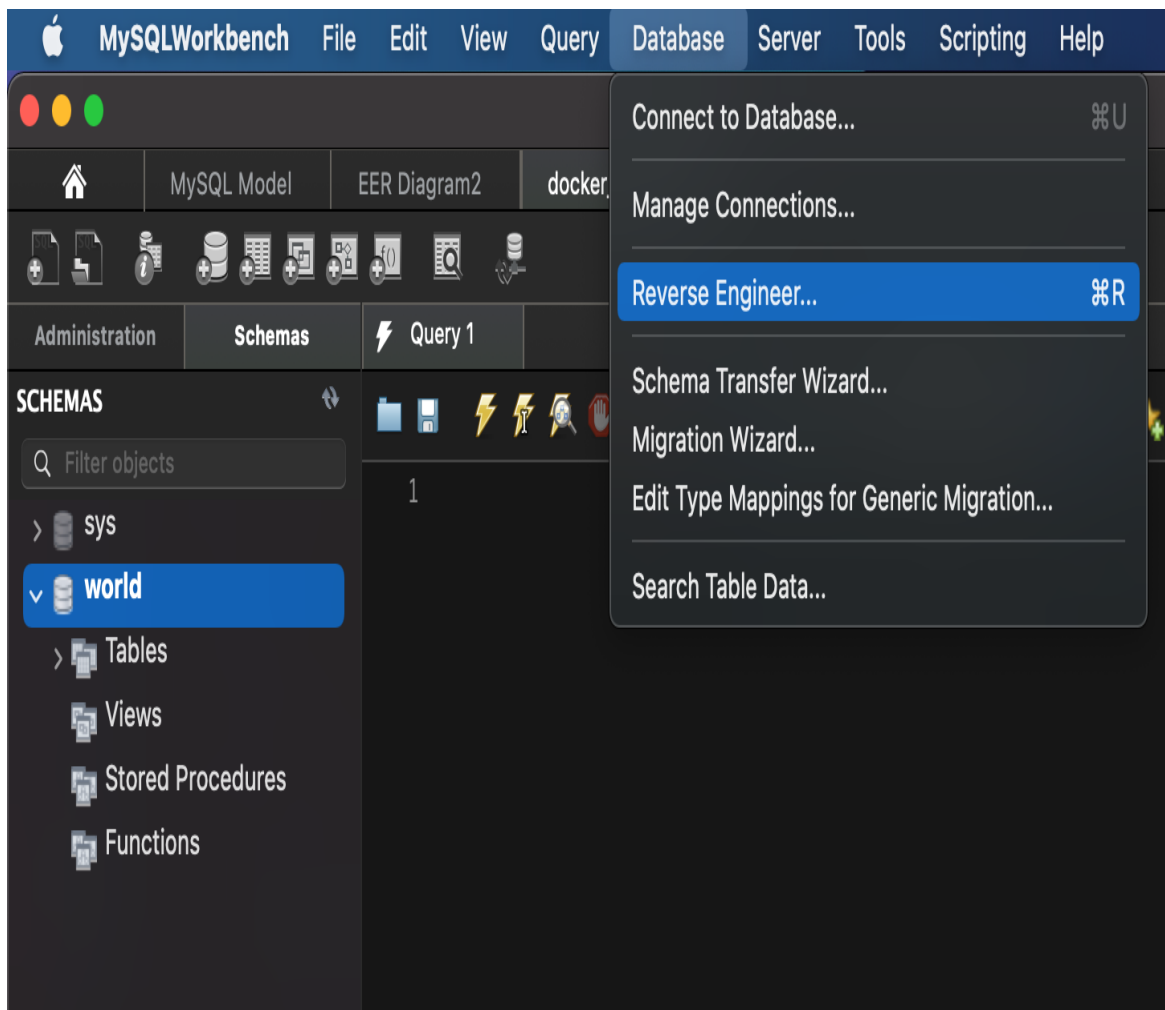 MySQLWorkbench File Edit View Query Database Server Tools Scripting Help
Connect to Database... ⌘U
MySQL Model EER Diagram2 docker_
Manage Connections...
Reverse Engineer... ⌘R
Administration Schemas Query 1
Schema Transfer Wizard...
SCHEMAS
Migration Wizard...
Filter objects
1
Edit Type Mappings for Generic Migration...
sys
world
Search Table Data...
Tables
Views
Stored Procedures
Functions